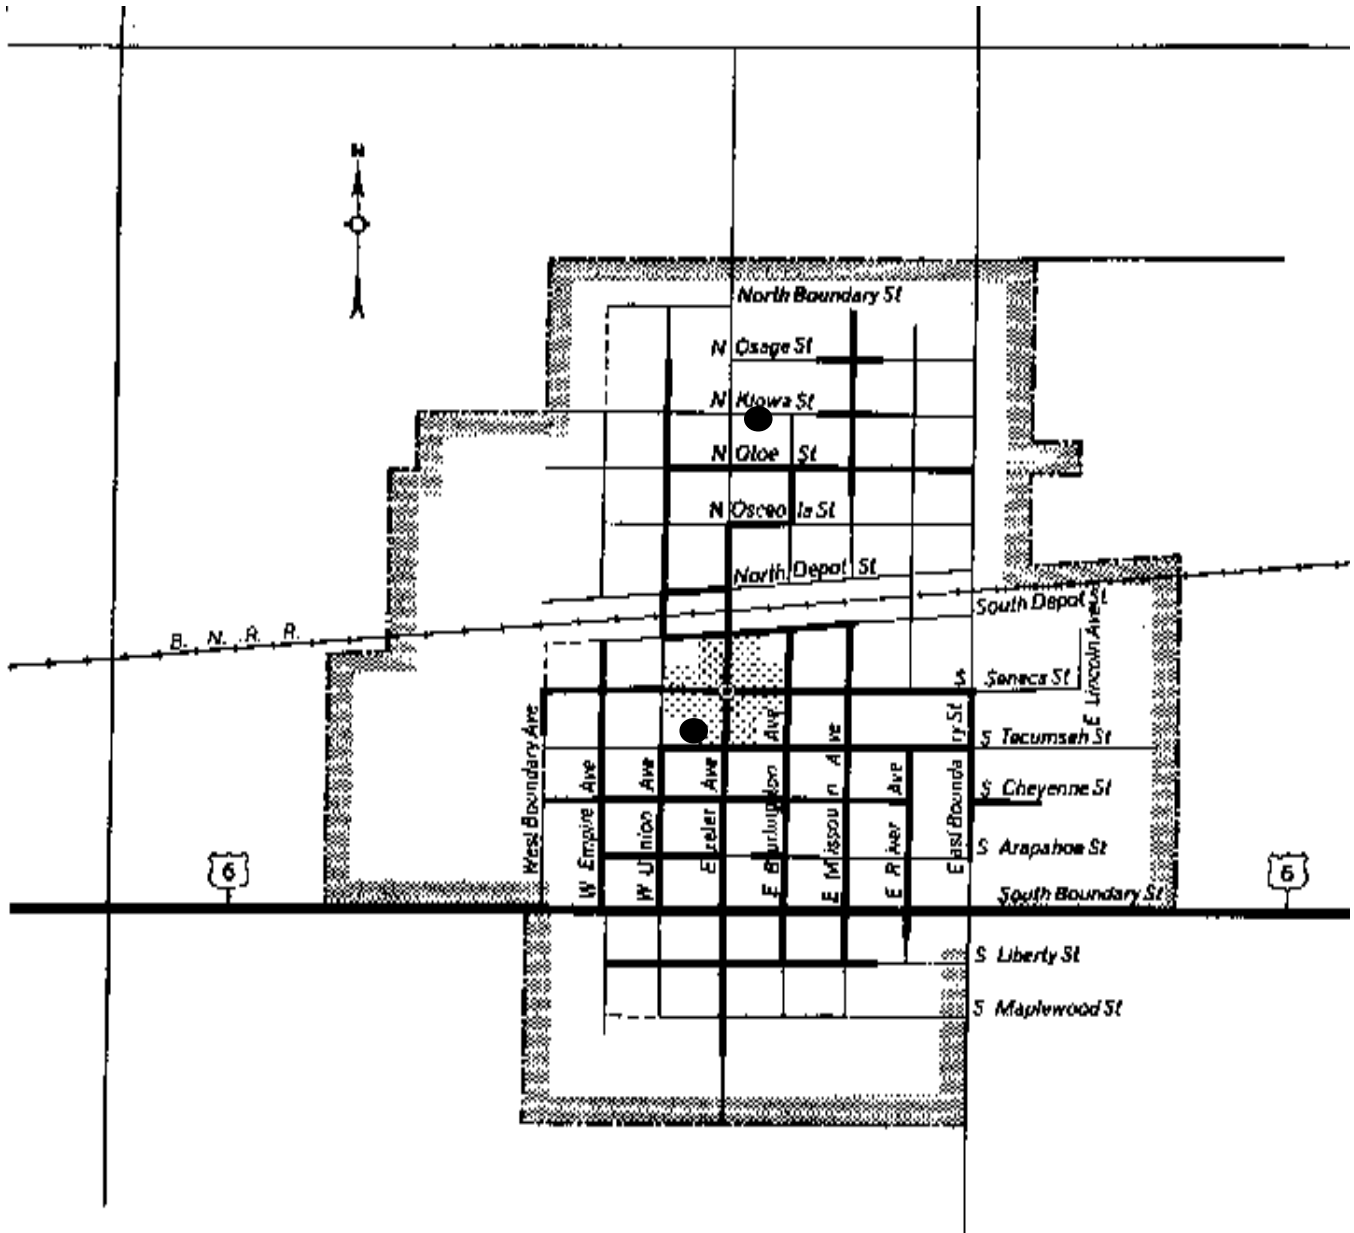 N
North Boundary St
N Osage St
N Kiowa St
N Otoe St
N Osceola St
North Depot St
South Depot St
B. N. R. R.
S Seneca St
E Lincoln Ave
S Tecumseh St
S Cheyenne St
S Arapahoe St
South Boundary St
S Liberty St
S Maplewood St
West Boundary Ave
W Empire Ave
W Union Ave
Exeter Ave
E Burlington Ave
E Missouri Ave
E River Ave
East Boundary St
6
6